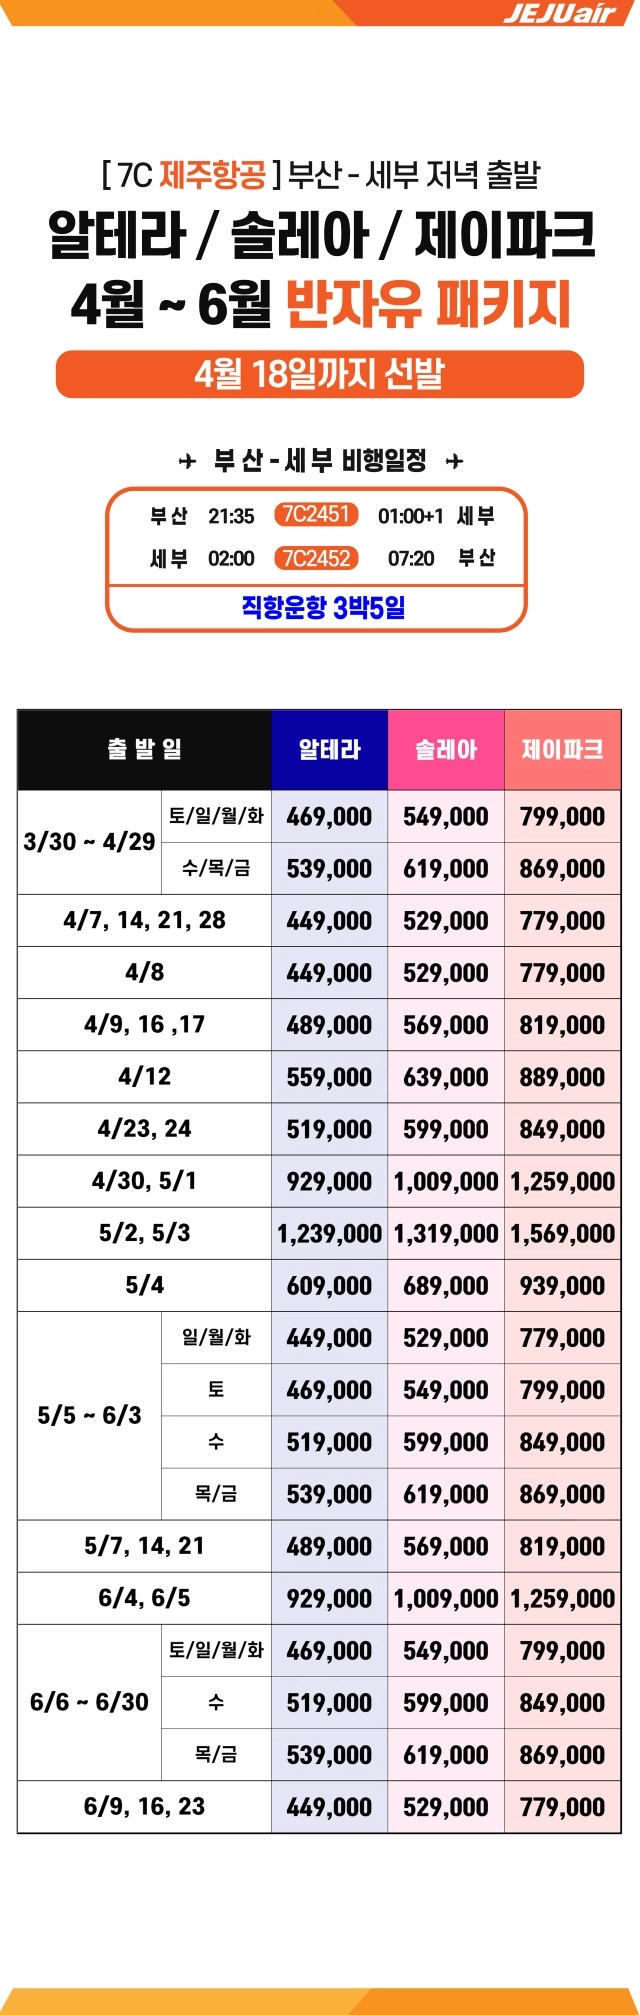 JEJUair
[ 7C 제주항공 ] 부산 - 세부 저녁 출발
알테라 / 솔레아 / 제이파크
4월 ~ 6월 반자유 패키지
4월 18일까지 선발
부 산 - 세 부 비행일정
부 산 21:35 7C2451 01:00+1 세 부
세 부 02:00 7C2452 07:20 부 산
직항운항 3박5일
출 발 일 알테라 솔레아 제이파크
3/30 ~ 4/29 토/일/월/화 469,000 549,000 799,000
수/목/금 539,000 619,000 869,000
4/7, 14, 21, 28 449,000 529,000 779,000
4/8 449,000 529,000 779,000
4/9, 16 ,17 489,000 569,000 819,000
4/12 559,000 639,000 889,000
4/23, 24 519,000 599,000 849,000
4/30, 5/1 929,000 1,009,000 1,259,000
5/2, 5/3 1,239,000 1,319,000 1,569,000
5/4 609,000 689,000 939,000
5/5 ~ 6/3 일/월/화 449,000 529,000 779,000
토 469,000 549,000 799,000
수 519,000 599,000 849,000
목/금 539,000 619,000 869,000
5/7, 14, 21 489,000 569,000 819,000
6/4, 6/5 929,000 1,009,000 1,259,000
6/6 ~ 6/30 토/일/월/화 469,000 549,000 799,000
수 519,000 599,000 849,000
목/금 539,000 619,000 869,000
6/9, 16, 23 449,000 529,000 779,000